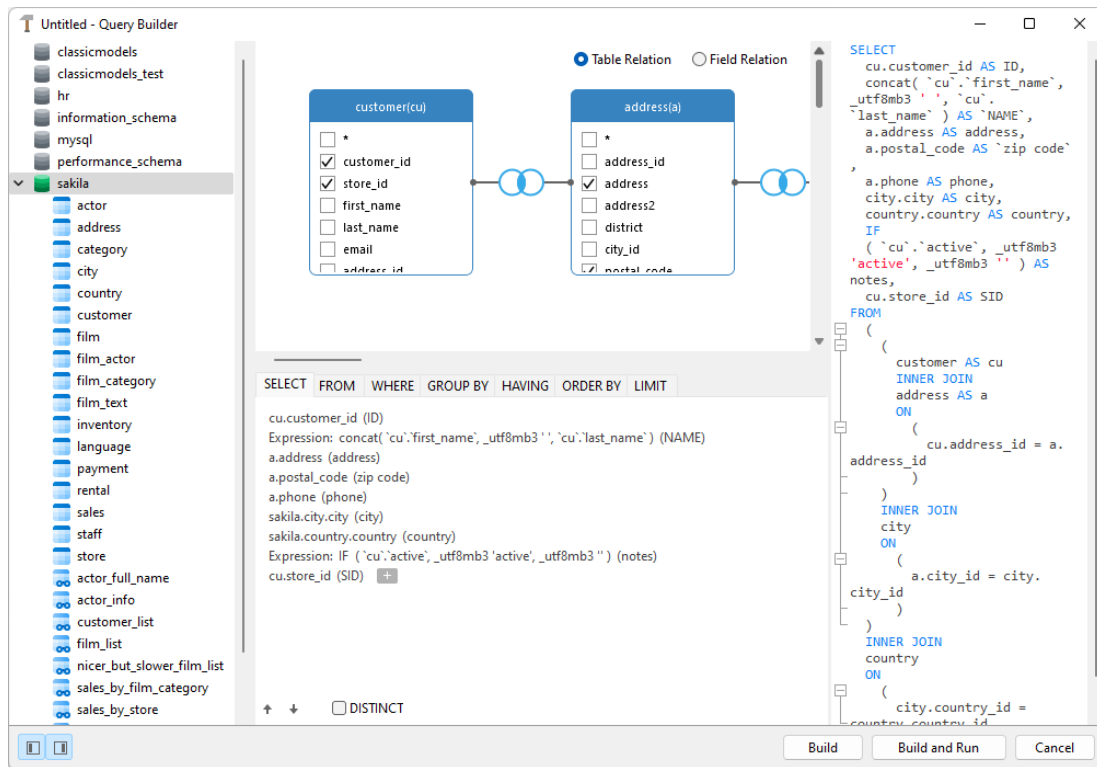 Untitled - Query Builder
classicmodels
classicmodels_test
hr
information_schema
mysql
performance_schema
sakila
actor
address
category
city
country
customer
film
film_actor
film_category
film_text
inventory
language
payment
rental
sales
staff
store
actor_full_name
actor_info
customer_list
film_list
nicer_but_slower_film_list
sales_by_film_category
sales_by_store
Table Relation
Field Relation
customer(cu)
*
customer_id
store_id
first_name
last_name
email
address_id
address(a)
*
address_id
address
address2
district
city_id
postal_code
SELECT FROM WHERE GROUP BY HAVING ORDER BY LIMIT
cu.customer_id (ID)
Expression: concat( `cu`.`first_name`, _utf8mb3 ' ', `cu`.`last_name` ) (NAME)
a.address (address)
a.postal_code (zip code)
a.phone (phone)
sakila.city.city (city)
sakila.country.country (country)
Expression: IF ( `cu`.`active`, _utf8mb3 'active', _utf8mb3 '' ) (notes)
cu.store_id (SID) +
DISTINCT
SELECT
cu.customer_id AS ID,
concat( `cu`.`first_name`,
_utf8mb3 ' ', `cu`.
`last_name` ) AS `NAME`,
a.address AS address,
a.postal_code AS `zip code`
,
a.phone AS phone,
city.city AS city,
country.country AS country,
IF
( `cu`.`active`, _utf8mb3
'active', _utf8mb3 '' ) AS
notes,
cu.store_id AS SID
FROM
(
(
customer AS cu
INNER JOIN
address AS a
ON
(
cu.address_id = a.
address_id
)
)
INNER JOIN
city
ON
(
a.city_id = city.
city_id
)
)
INNER JOIN
country
ON
(
city.country_id =
country.country_id
Build
Build and Run
Cancel